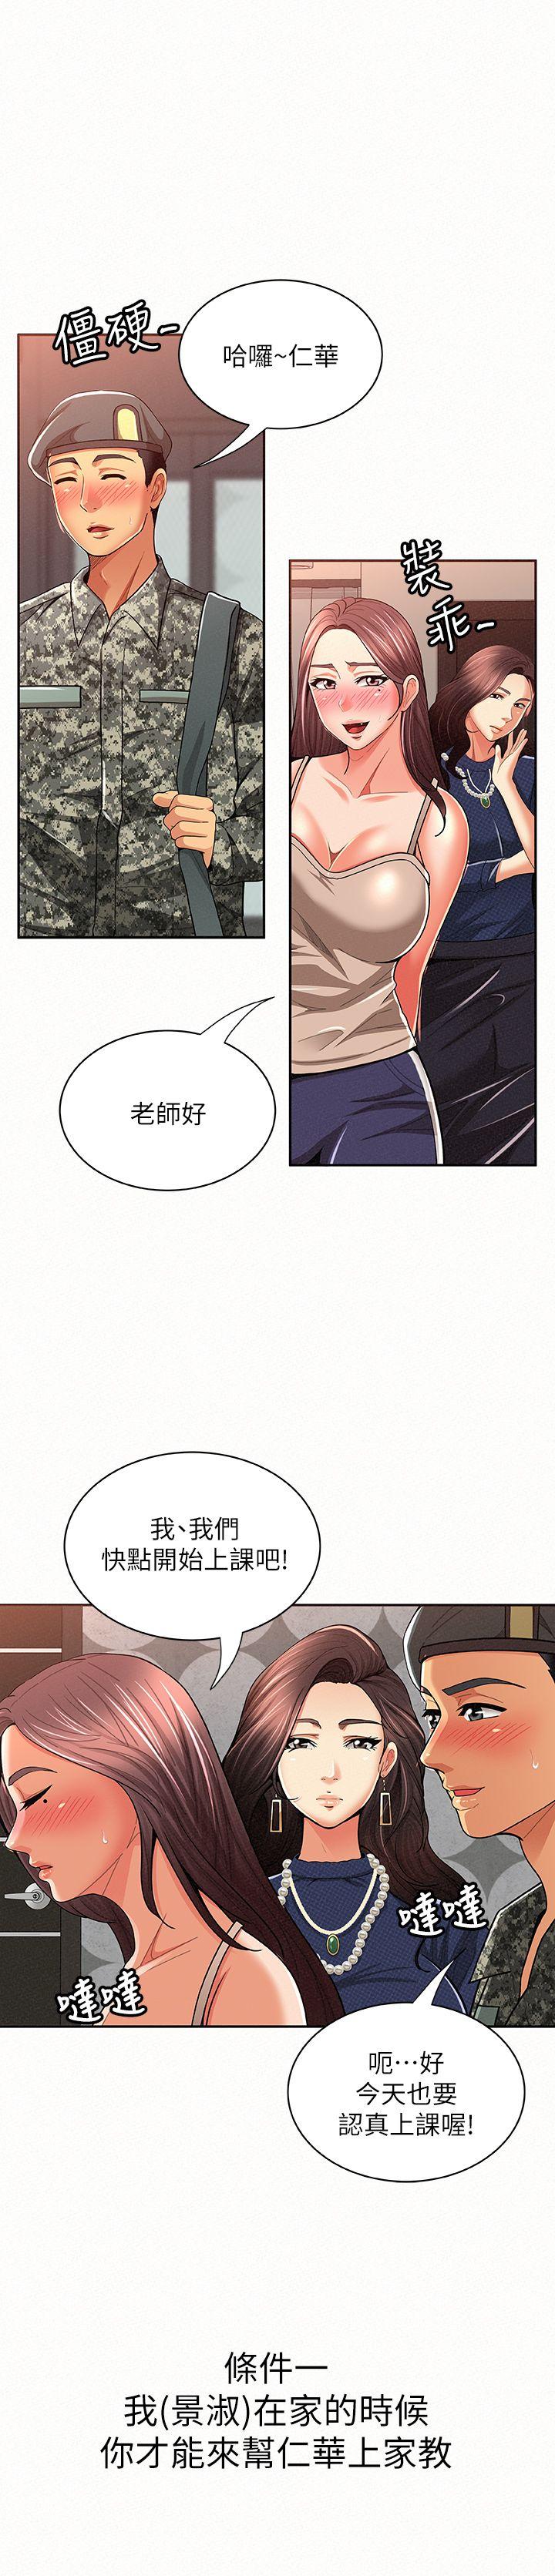 僵硬~
哈囉~仁華
裝
乖~
老師好
我、我們
快點開始上課吧!
噠噠
噠噠
呃…好
今天也要
認真上課喔!
條件一
我(景淑)在家的時候
你才能來幫仁華上家教